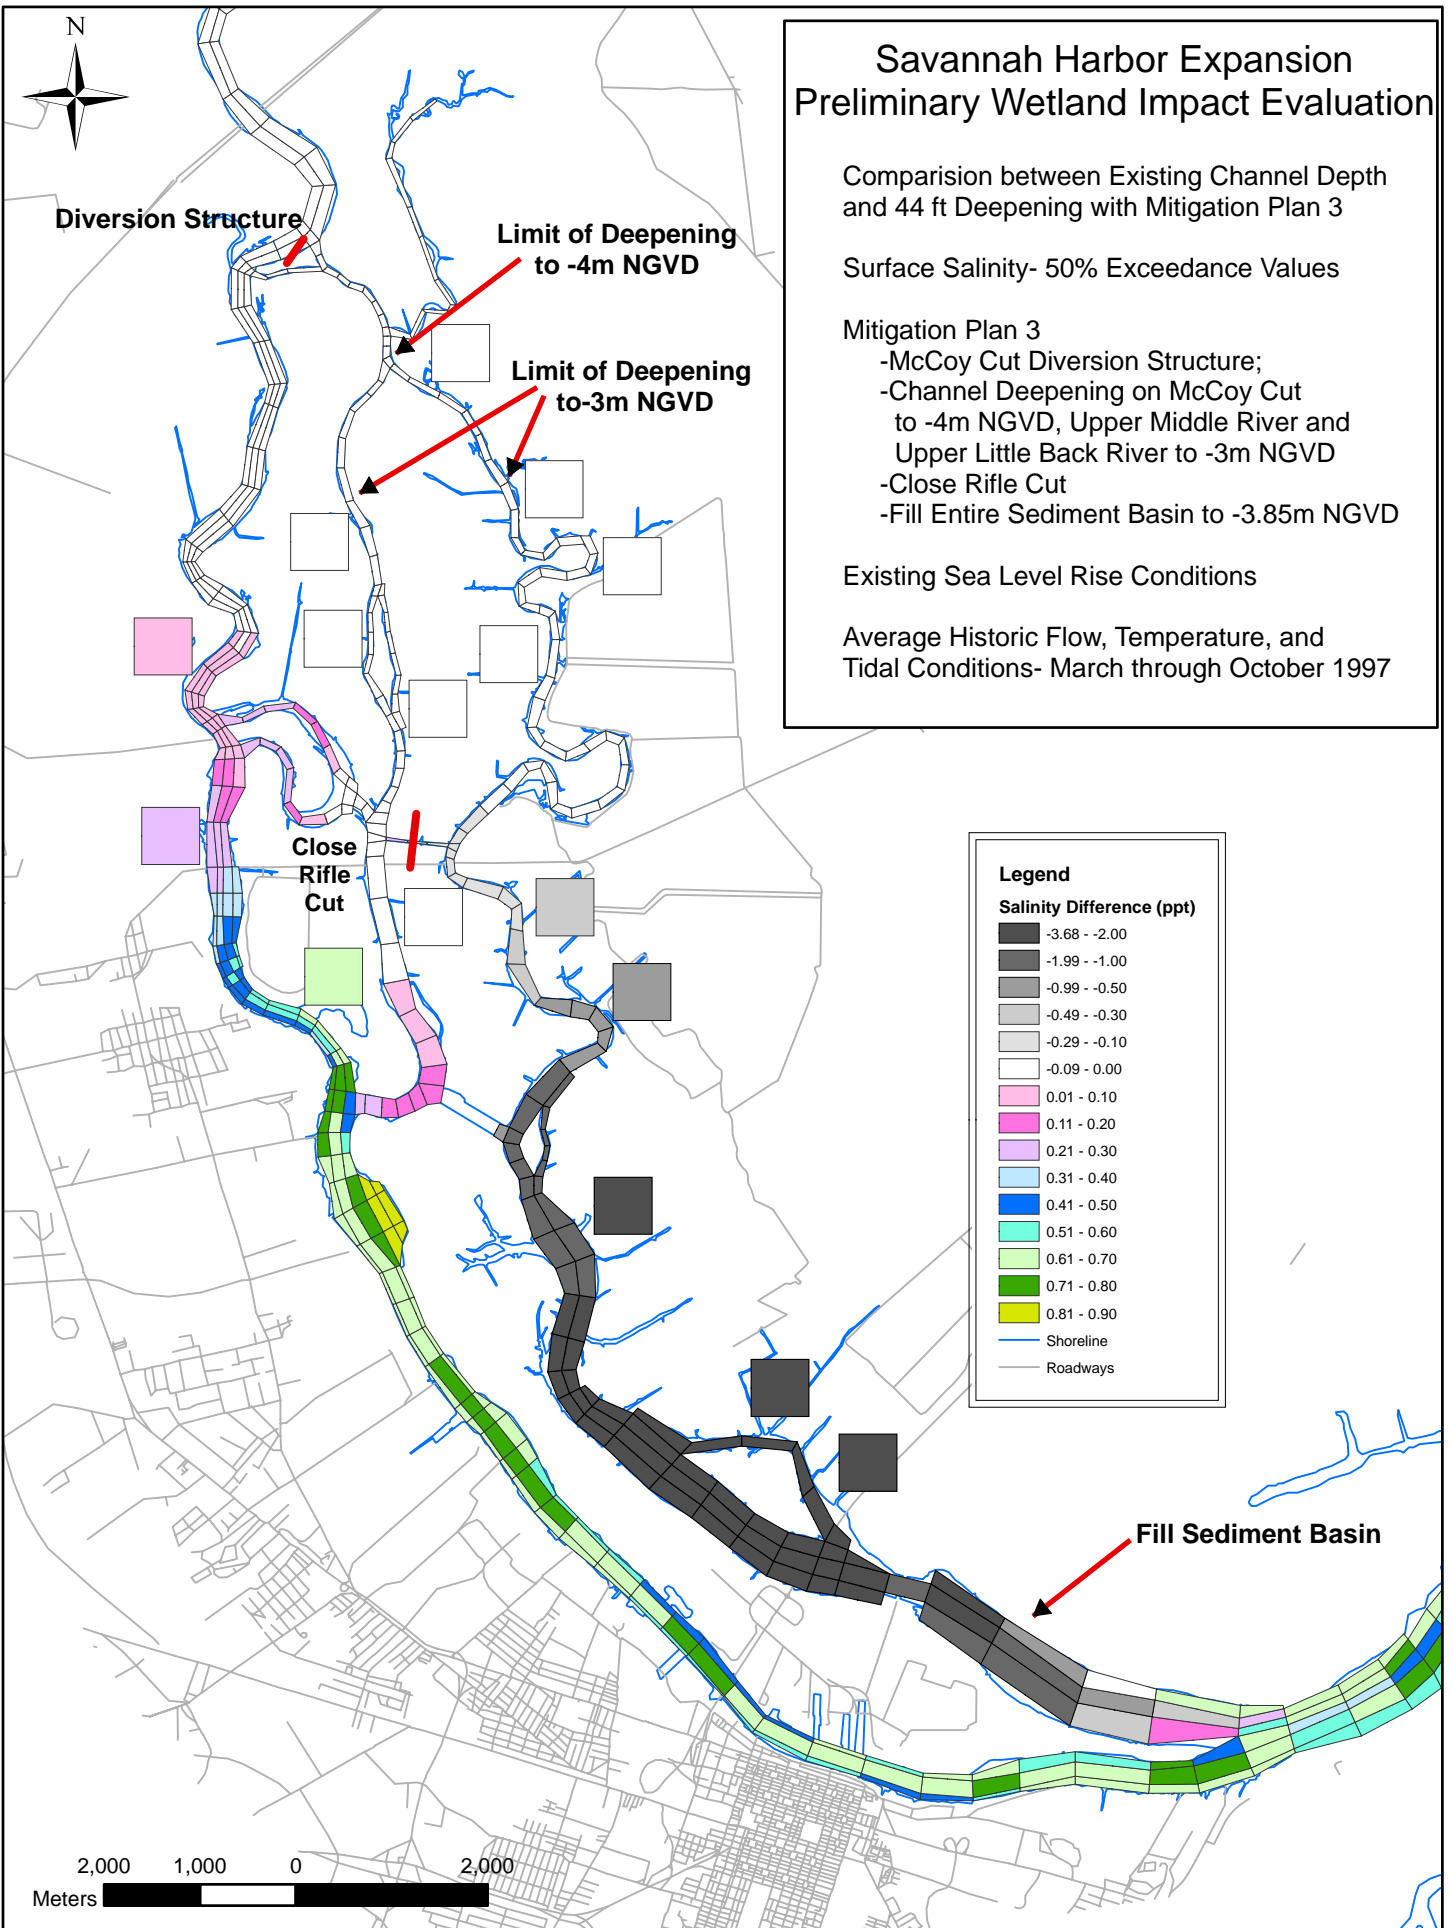 N
Savannah Harbor Expansion
Preliminary Wetland Impact Evaluation
Comparision between Existing Channel Depth
and 44 ft Deepening with Mitigation Plan 3
Surface Salinity- 50% Exceedance Values
Mitigation Plan 3
-McCoy Cut Diversion Structure;
-Channel Deepening on McCoy Cut
to -4m NGVD, Upper Middle River and
Upper Little Back River to -3m NGVD
-Close Rifle Cut
-Fill Entire Sediment Basin to -3.85m NGVD
Existing Sea Level Rise Conditions
Average Historic Flow, Temperature, and
Tidal Conditions- March through October 1997
Diversion Structure
Limit of Deepening
to -4m NGVD
Limit of Deepening
to-3m NGVD
Close
Rifle
Cut
Legend
Salinity Difference (ppt)
-3.68 - -2.00
-1.99 - -1.00
-0.99 - -0.50
-0.49 - -0.30
-0.29 - -0.10
-0.09 - 0.00
0.01 - 0.10
0.11 - 0.20
0.21 - 0.30
0.31 - 0.40
0.41 - 0.50
0.51 - 0.60
0.61 - 0.70
0.71 - 0.80
0.81 - 0.90
Shoreline
Roadways
Fill Sediment Basin
2,000 1,000 0 2,000
Meters